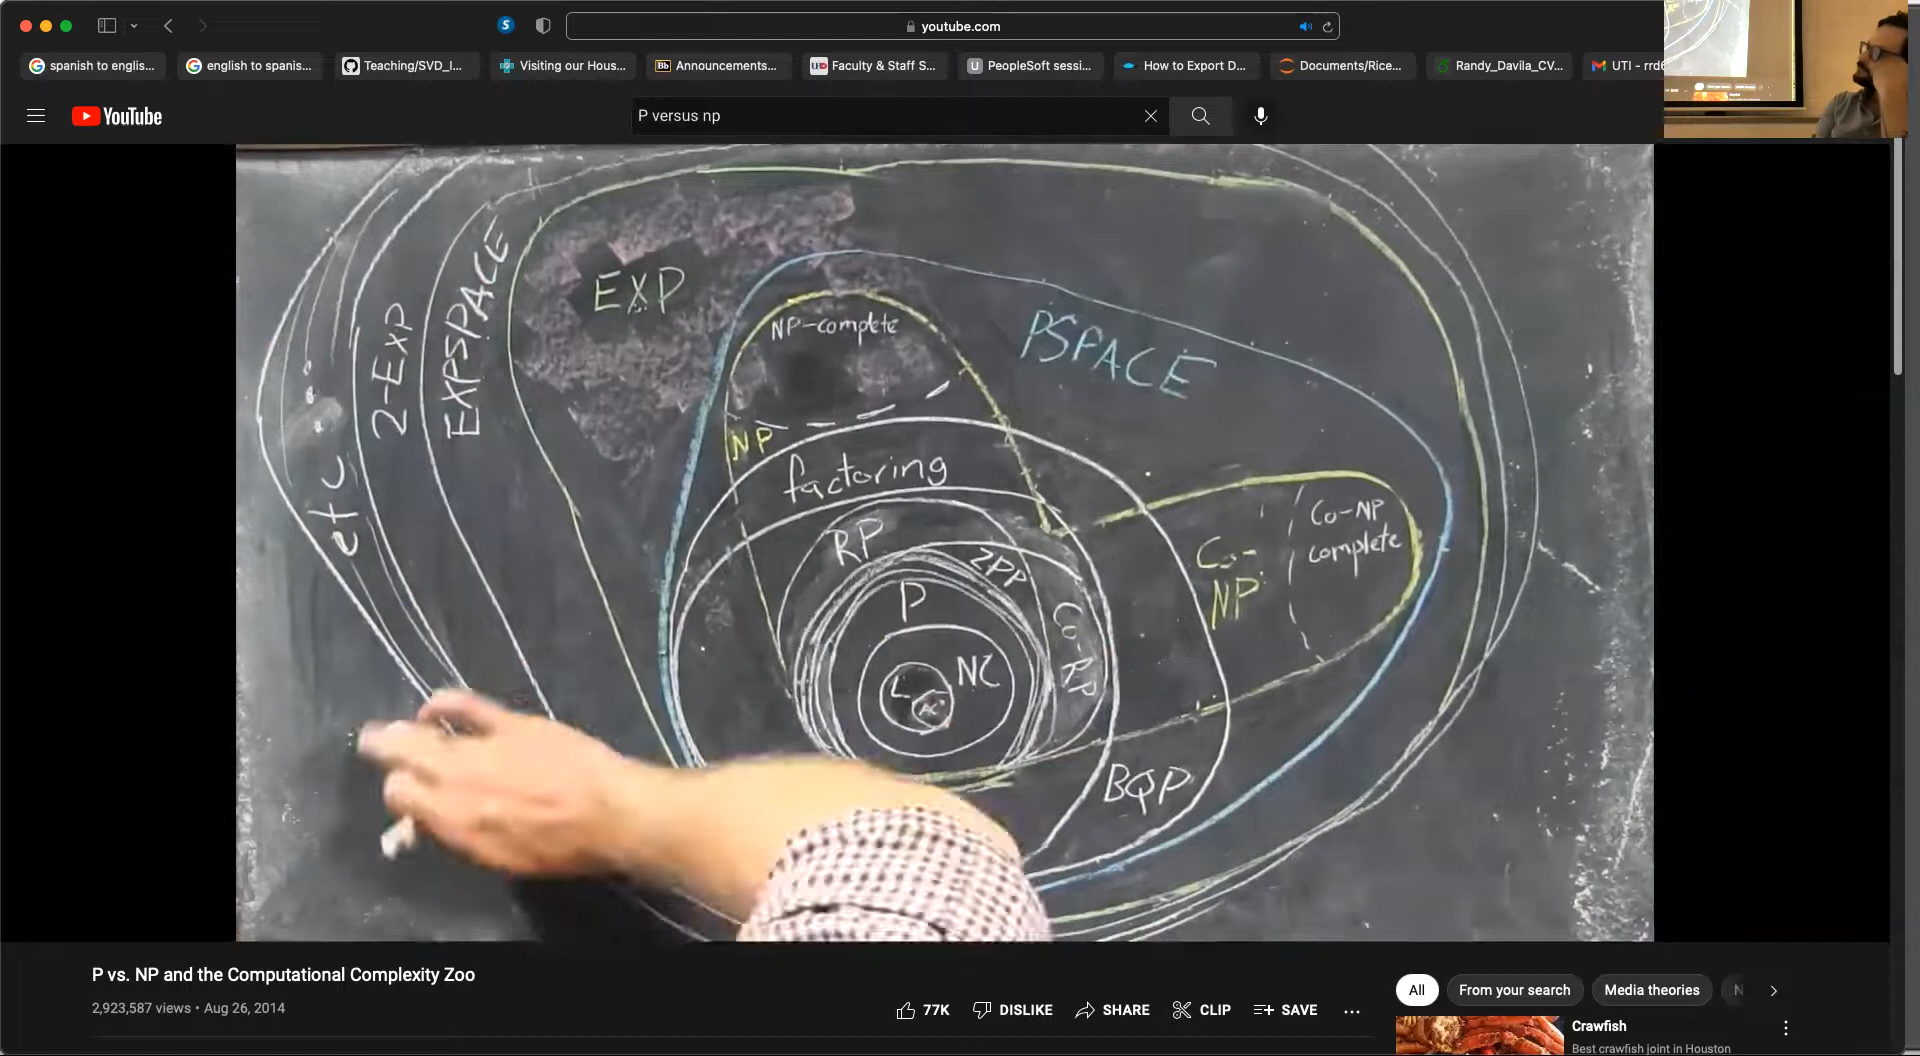 youtube.com
spanish to englis...
english to spanis...
Teaching/SVD_I...
Visiting our Hous...
Bb
Announcements...
Faculty & Staff S...
U
PeopleSoft sessi...
How to Export D...
Documents/Rice...
Randy_Davila_CV...
UTI - rrd6
YouTube
P versus np
EXP
NP-complete
PSPACE
2-EXP
EXPSPACE
NP
factoring
etc
RP
ZPP
Co-NP
Co-NP complete
P
Co-RP
NC
L
AC⁰
BQP
P vs. NP and the Computational Complexity Zoo
2,923,587 views • Aug 26, 2014
77K
DISLIKE
SHARE
CLIP
SAVE
All
From your search
Media theories
N
Crawfish
Best crawfish joint in Houston